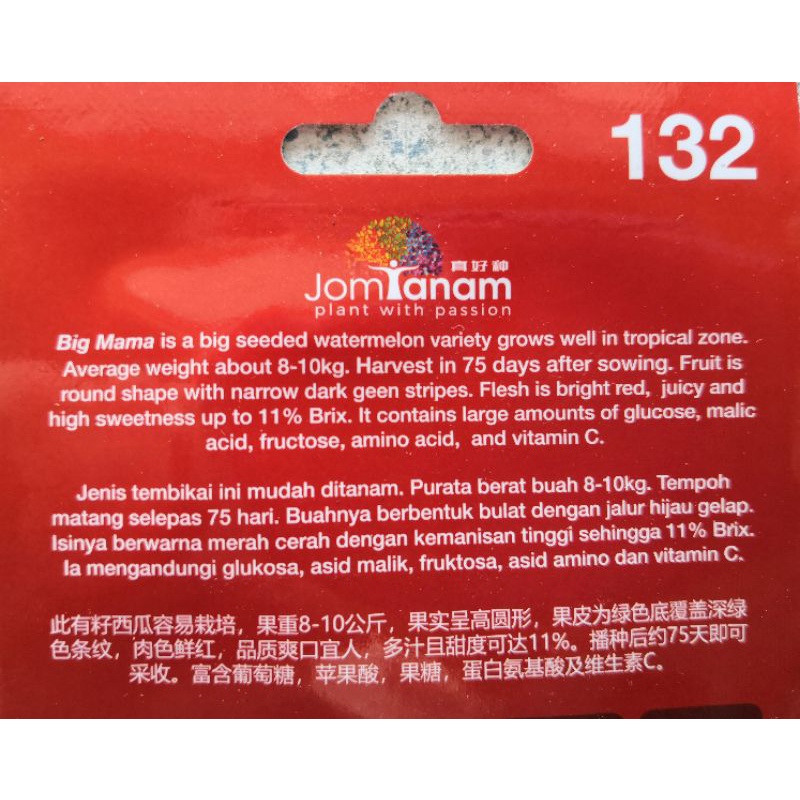 132
真好种
JomTanam
plant with passion
Big Mama is a big seeded watermelon variety grows well in tropical zone.
Average weight about 8-10kg. Harvest in 75 days after sowing. Fruit is
round shape with narrow dark geen stripes. Flesh is bright red, juicy and
high sweetness up to 11% Brix. It contains large amounts of glucose, malic
acid, fructose, amino acid, and vitamin C.
Jenis tembikai ini mudah ditanam. Purata berat buah 8-10kg. Tempoh
matang selepas 75 hari. Buahnya berbentuk bulat dengan jalur hijau gelap.
Isinya berwarna merah cerah dengan kemanisan tinggi sehingga 11% Brix.
Ia mengandungi glukosa, asid malik, fruktosa, asid amino dan vitamin C.
此有籽西瓜容易栽培，果重8-10公斤，果实呈高圆形，果皮为绿色底覆盖深绿
色条纹，肉色鲜红，品质爽口宜人，多汁且甜度可达11%。播种后约75天即可
采收。富含葡萄糖，苹果酸，果糖，蛋白氨基酸及维生素C。